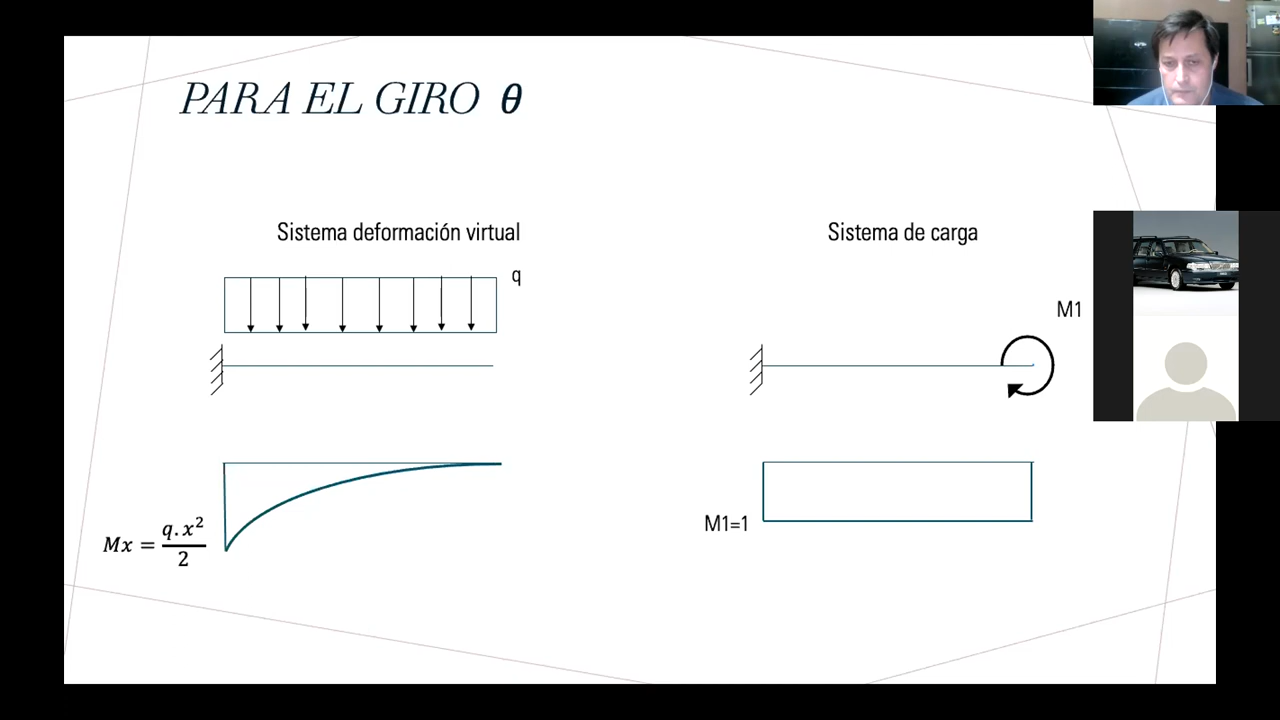 PARA EL GIRO θ
Sistema deformación virtual
q
Mx = q.x²/2
Sistema de carga
M1
M1=1